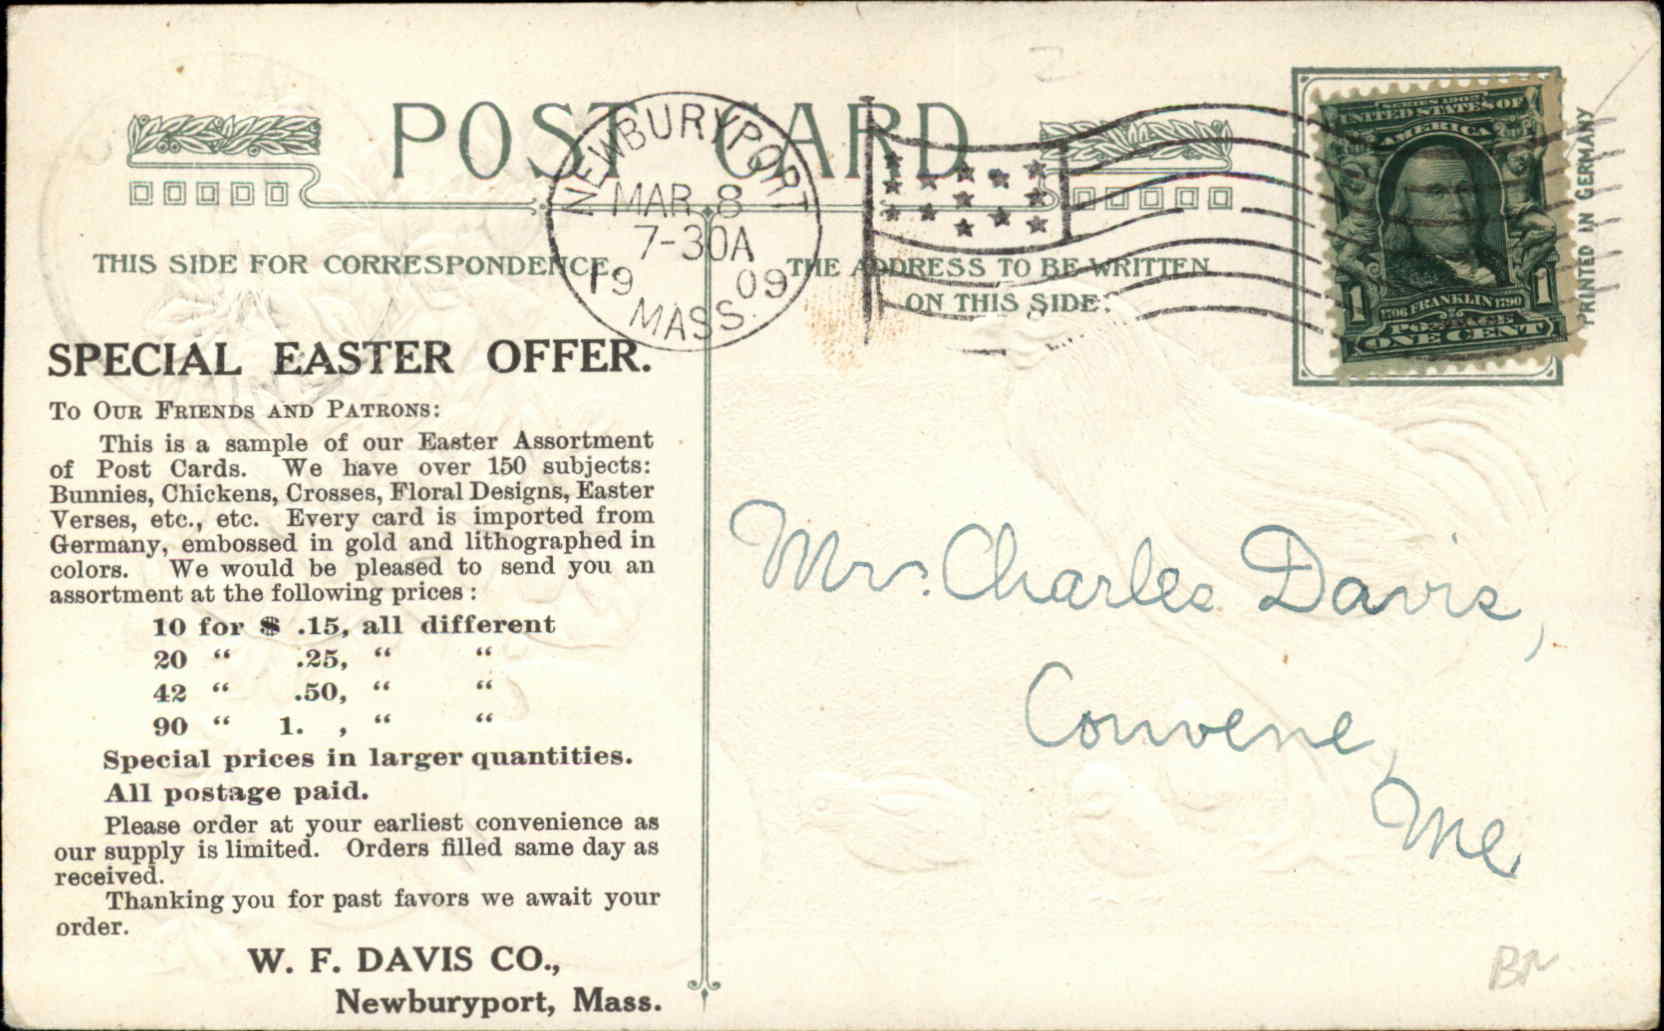 POST CARD
NEWBURYPORT
MAR 8
7-30A
19 09
MASS.
SERIES 1902
UNITED STATES OF
AMERICA
1706 FRANKLIN 1790
1 1
POSTAGE
ONE CENT
PRINTED IN GERMANY
THIS SIDE FOR CORRESPONDENCE.
THE ADDRESS TO BE WRITTEN
ON THIS SIDE.
SPECIAL EASTER OFFER.
TO OUR FRIENDS AND PATRONS:
This is a sample of our Easter Assortment
of Post Cards. We have over 150 subjects:
Bunnies, Chickens, Crosses, Floral Designs, Easter
Verses, etc., etc. Every card is imported from
Germany, embossed in gold and lithographed in
colors. We would be pleased to send you an
assortment at the following prices :
10 for $ .15, all different
20 “ .25, “ “
42 “ .50, “ “
90 “ 1. , “ “
Special prices in larger quantities.
All postage paid.
Please order at your earliest convenience as
our supply is limited. Orders filled same day as
received.
Thanking you for past favors we await your
order.
W. F. DAVIS CO.,
Newburyport, Mass.
Mrs. Charles Davis,
Convene,
Me